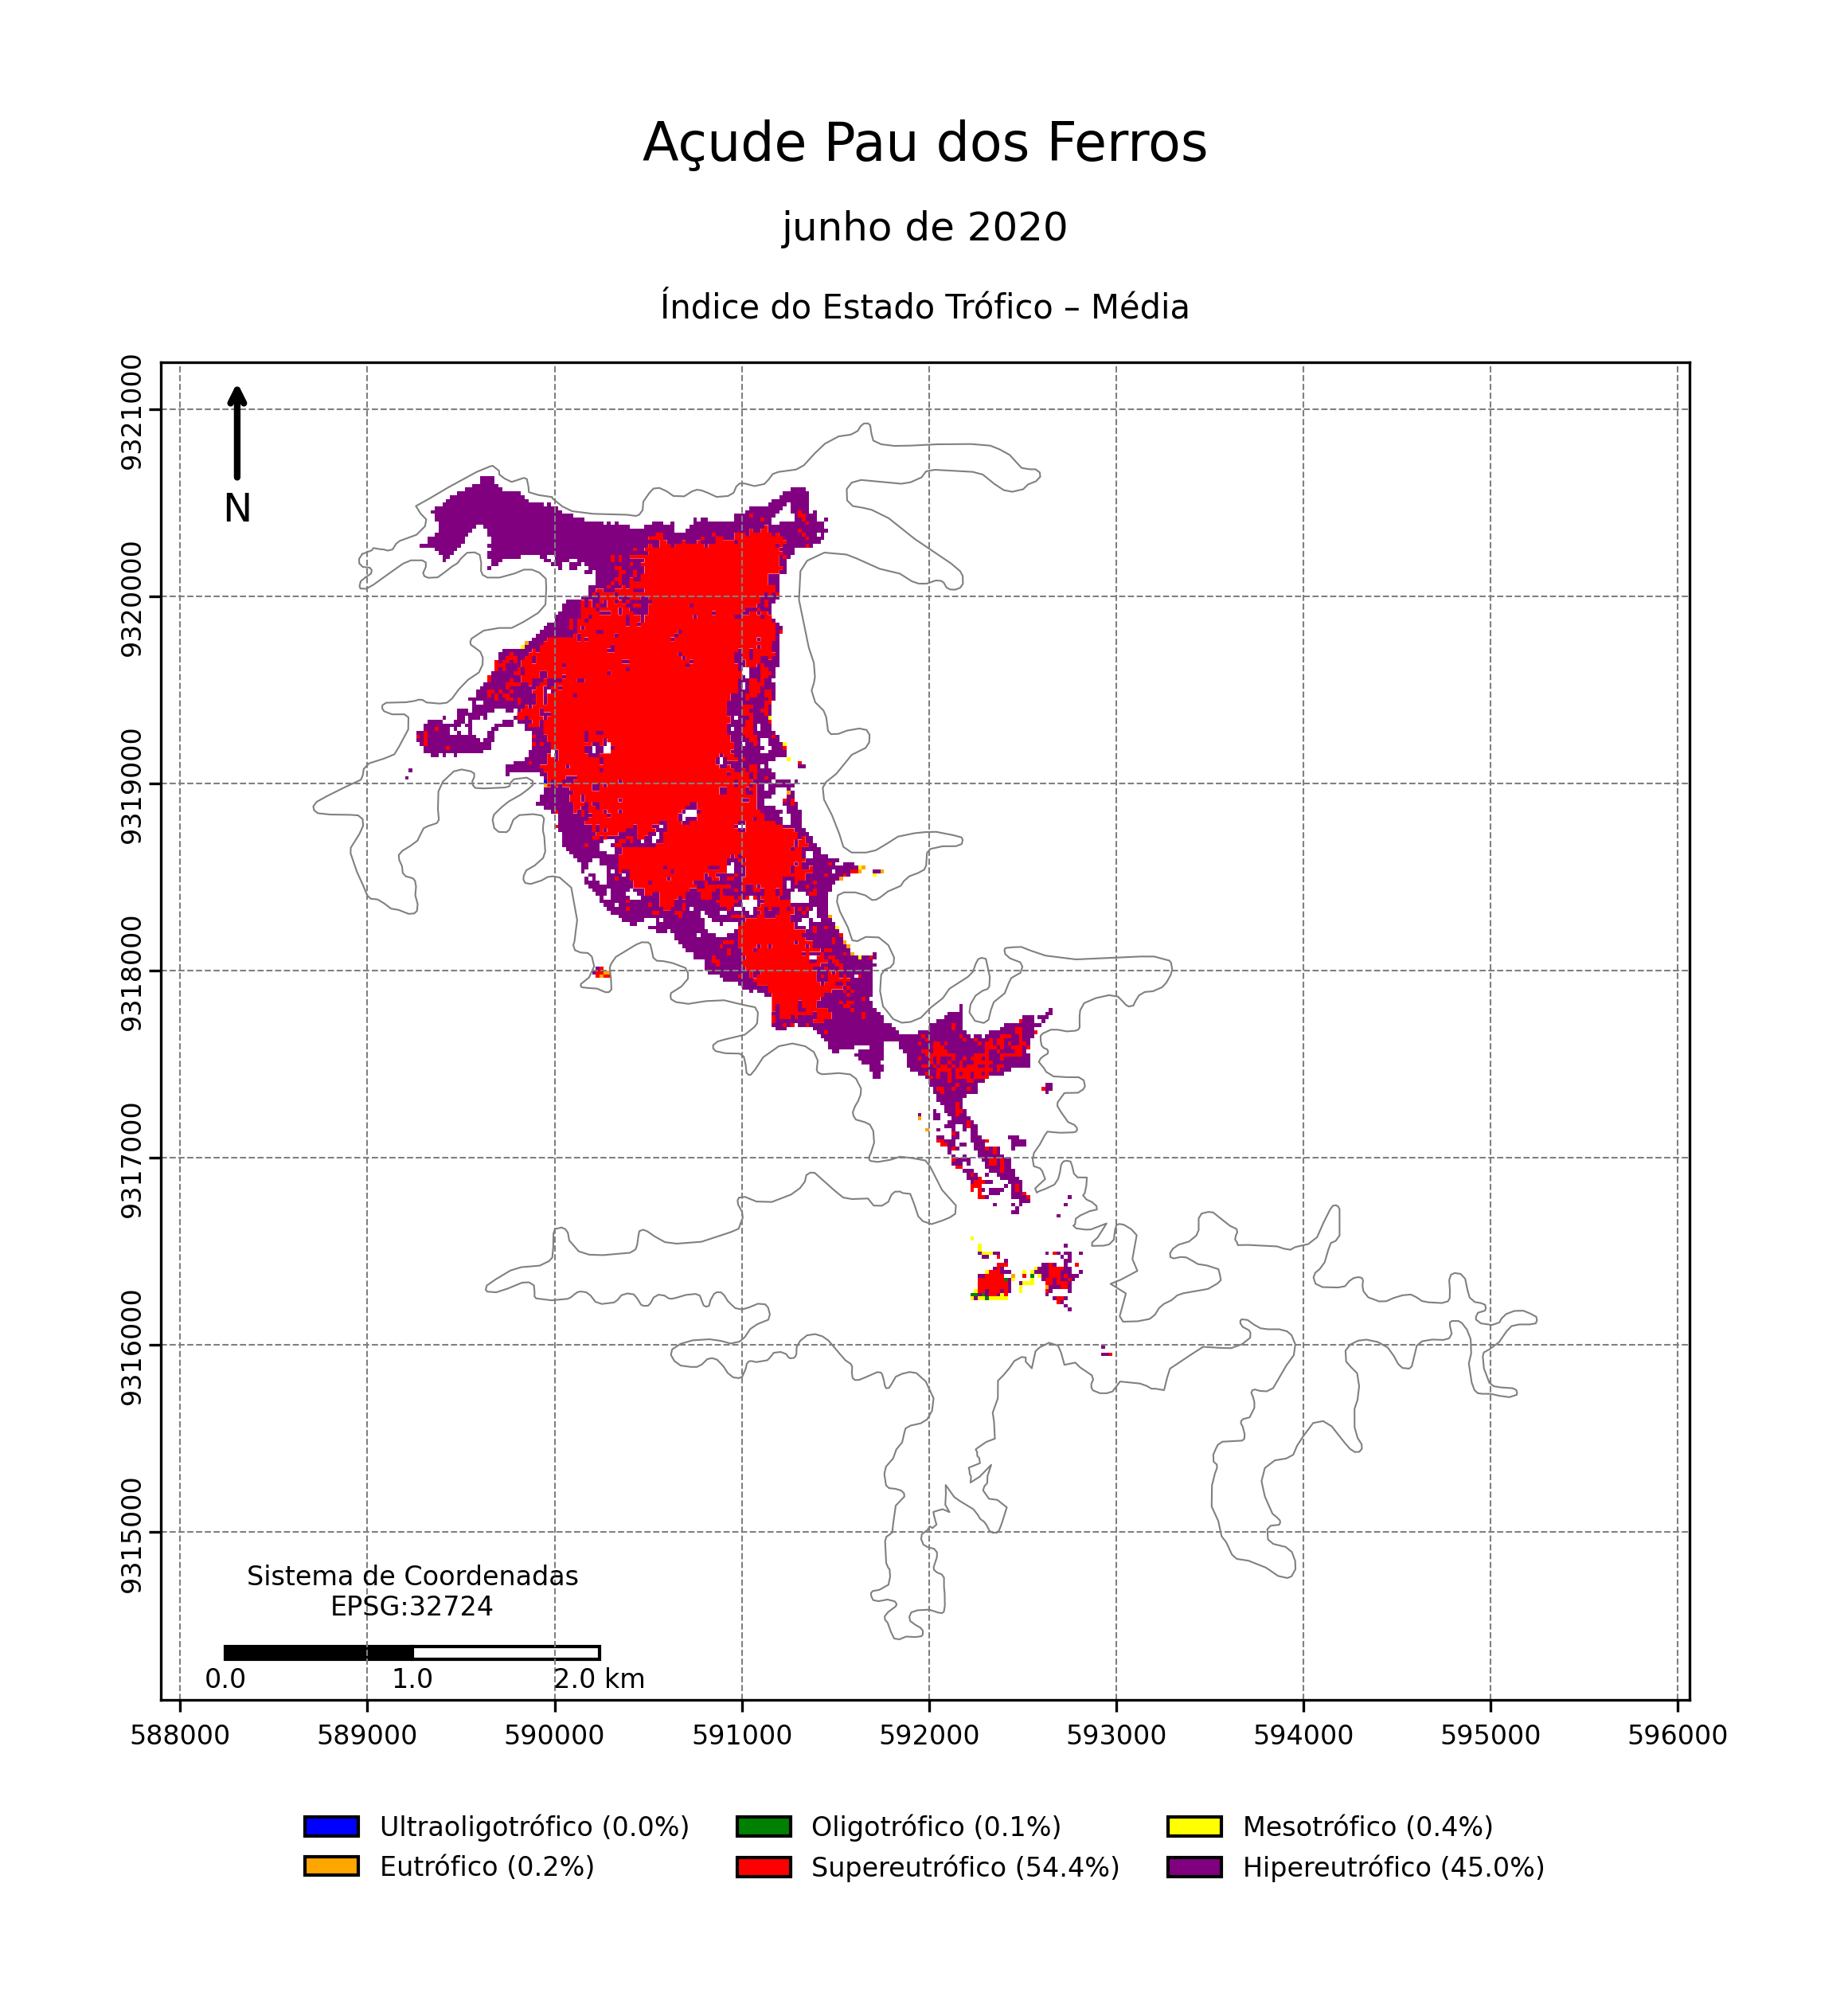 Açude Pau dos Ferros
junho de 2020
Índice do Estado Trófico – Média
9321000
9320000
9319000
9318000
9317000
9316000
9315000
N
Sistema de Coordenadas
EPSG:32724
0.0 1.0 2.0 km
588000 589000 590000 591000 592000 593000 594000 595000 596000
Ultraoligotrófico (0.0%) Oligotrófico (0.1%) Mesotrófico (0.4%)
Eutrófico (0.2%) Supereutrófico (54.4%) Hipereutrófico (45.0%)